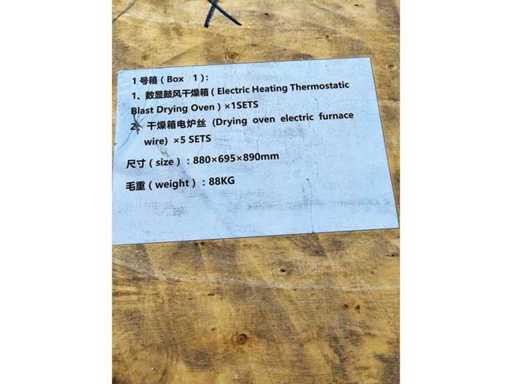 1号箱(Box 1):
1、数显鼓风干燥箱(Electric Heating Thermostatic
Blast Drying Oven)×1SETS
2、干燥箱电炉丝 (Drying oven electric furnace
wire) ×5 SETS
尺寸(size):880×695×890mm
毛重(weight):88KG